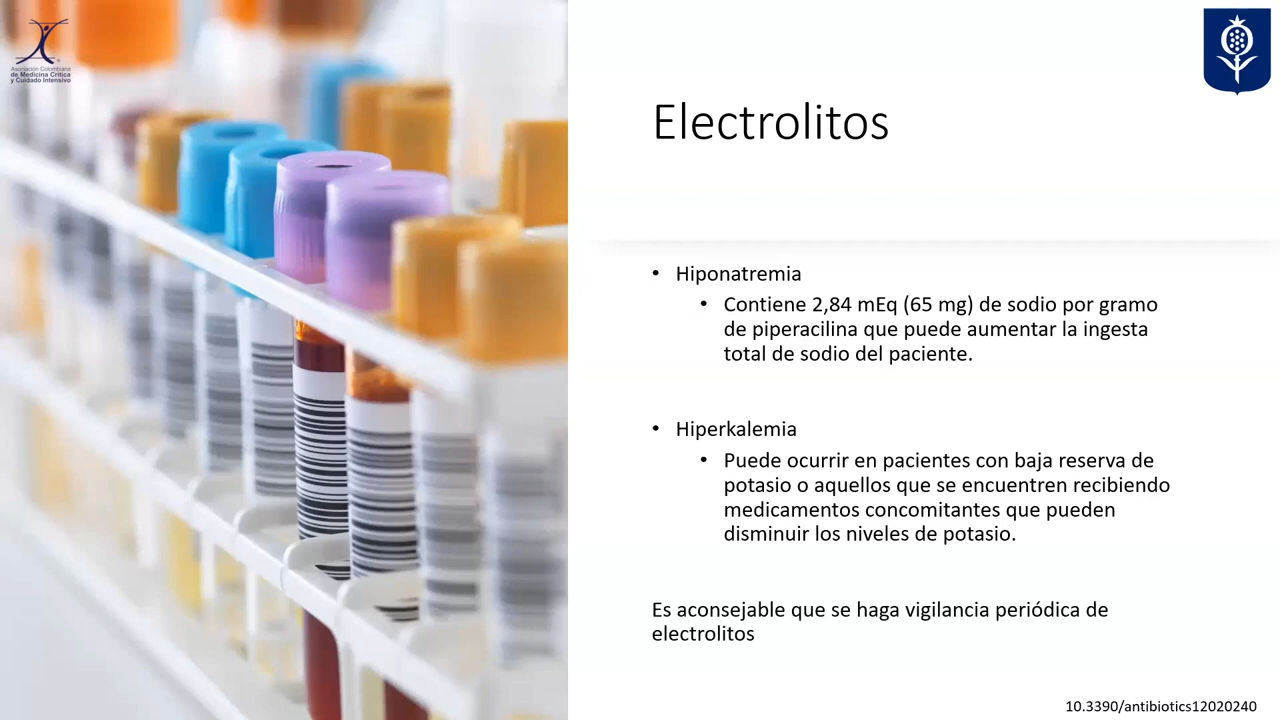 Asociación Colombiana
de Medicina Crítica
y Cuidado Intensivo
Electrolitos
• Hiponatremia
• Contiene 2,84 mEq (65 mg) de sodio por gramo
de piperacilina que puede aumentar la ingesta
total de sodio del paciente.
• Hiperkalemia
• Puede ocurrir en pacientes con baja reserva de
potasio o aquellos que se encuentren recibiendo
medicamentos concomitantes que pueden
disminuir los niveles de potasio.
Es aconsejable que se haga vigilancia periódica de
electrolitos
10.3390/antibiotics12020240